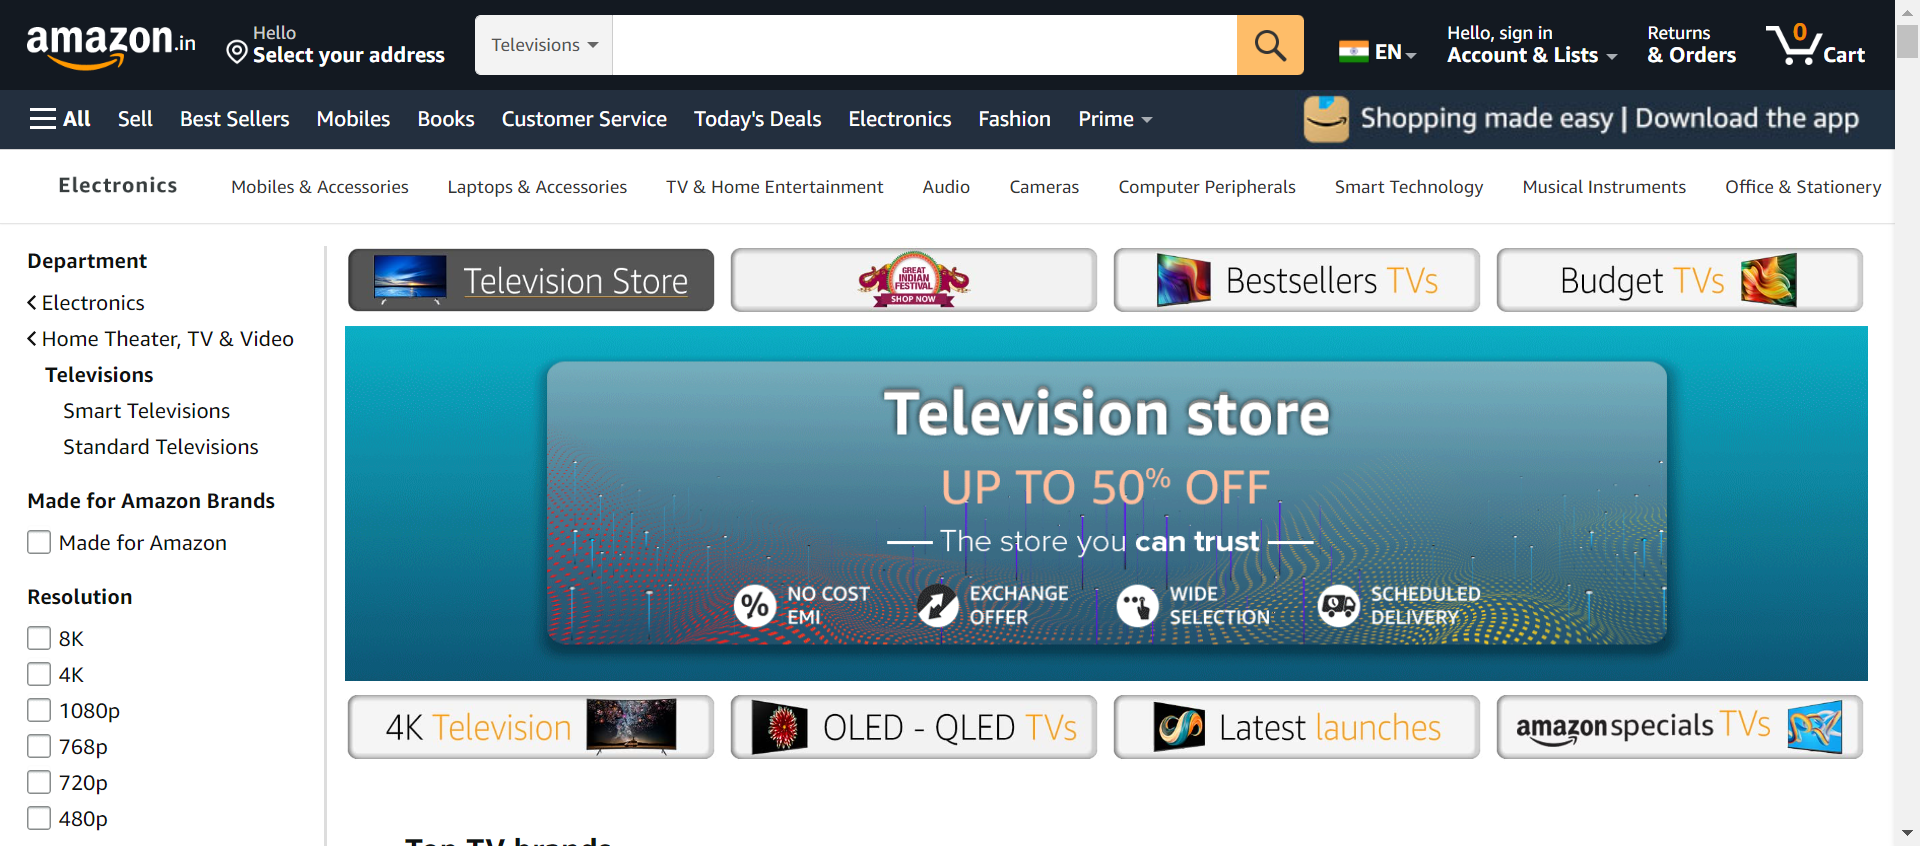 amazon.in
Hello
Select your address
Televisions
EN
Hello, sign in
Account & Lists
Returns
& Orders
0
Cart
All
Sell
Best Sellers
Mobiles
Books
Customer Service
Today's Deals
Electronics
Fashion
Prime
Shopping made easy | Download the app
Electronics
Mobiles & Accessories
Laptops & Accessories
TV & Home Entertainment
Audio
Cameras
Computer Peripherals
Smart Technology
Musical Instruments
Office & Stationery
Department
Electronics
Home Theater, TV & Video
Televisions
Smart Televisions
Standard Televisions
Made for Amazon Brands
Made for Amazon
Resolution
8K
4K
1080p
768p
720p
480p
Television Store
GREAT
INDIAN
FESTIVAL
SHOP NOW
Bestsellers TVs
Budget TVs
Television store
UP TO 50% OFF
The store you can trust
NO COST
EMI
EXCHANGE
OFFER
WIDE
SELECTION
SCHEDULED
DELIVERY
4K Television
OLED - QLED TVs
Latest launches
amazon specials TVs
Top TV brands